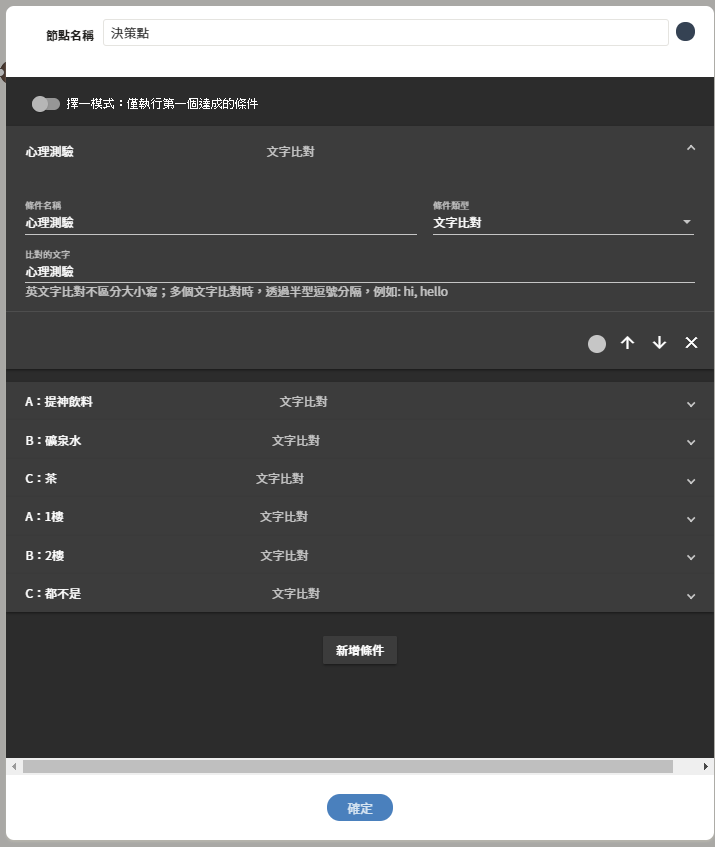 節點名稱 決策點
擇一模式：僅執行第一個達成的條件
心理測驗 文字比對
條件名稱 條件類型
心理測驗 文字比對
比對的文字
心理測驗
英文字比對不區分大小寫；多個文字比對時，透過半型逗號分隔，例如: hi, hello
A：提神飲料 文字比對
B：礦泉水 文字比對
C：茶 文字比對
A：1樓 文字比對
B：2樓 文字比對
C：都不是 文字比對
新增條件
確定